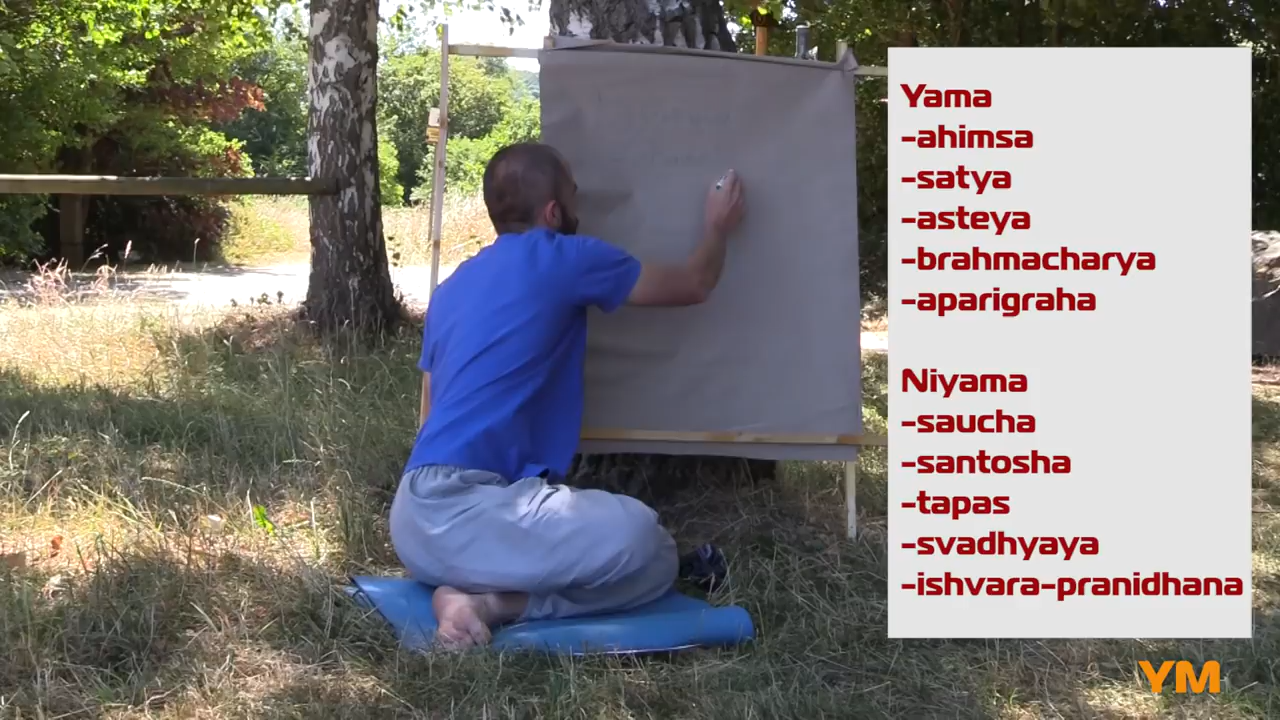 Yama
-ahimsa
-satya
-asteya
-brahmacharya
-aparigraha
Niyama
-saucha
-santosha
-tapas
-svadhyaya
-ishvara-pranidhana
YM